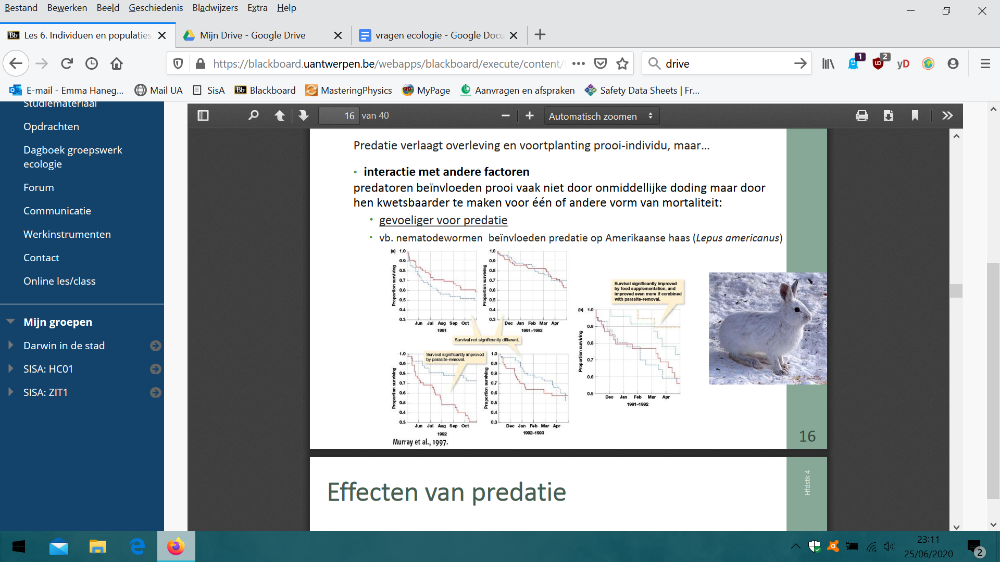 Bestand Bewerken Beeld Geschiedenis Bladwijzers Extra Help
Bb Les 6. Individuen en populaties
Mijn Drive - Google Drive
vragen ecologie - Google Docu
https://blackboard.uantwerpen.be/webapps/blackboard/execute/content/
drive
1
2
yD
E-mail - Emma Haneg...
Mail UA
SisA
Bb Blackboard
MasteringPhysics
MyPage
Aanvragen en afspraken
Safety Data Sheets | Fr...
Studiemateriaal
Opdrachten
Dagboek groepswerk
ecologie
Forum
Communicatie
Werkinstrumenten
Contact
Online les/class
Mijn groepen
Darwin in de stad
SISA: HC01
SISA: ZIT1
16 van 40
Automatisch zoomen
Predatie verlaagt overleving en voortplanting prooi-individu, maar...
• interactie met andere factoren
predatoren beïnvloeden prooi vaak niet door onmiddellijke doding maar door
hen kwetsbaarder te maken voor één of andere vorm van mortaliteit:
• gevoeliger voor predatie
• vb. nematodewormen beïnvloeden predatie op Amerikaanse haas (Lepus americanus)
(a)
1.0
0.9
0.8
0.7
0.6
0.5
0.4
0.3
Proportion surviving
Jun Jul Aug Sep Oct
1991
1.0
0.9
0.8
0.7
0.6
0.5
0.4
0.3
Proportion surviving
Dec Jan Feb Mar Apr
1991–1992
Survival not significantly different.
1.0
0.9
0.8
0.7
0.6
0.5
0.4
0.3
Proportion surviving
Survival significantly improved
by parasite-removal.
Jun Jul Aug Sep Oct
1992
1.0
0.9
0.8
0.7
0.6
0.5
0.4
0.3
Proportion surviving
Dec Jan Feb Mar Apr
1992–1993
Survival significantly improved
by food supplementation, and
improved even more if combined
with parasite-removal.
(b)
1.0
0.9
0.8
0.7
0.6
0.5
Proportion surviving
Dec Jan Feb Mar Apr
1991–1992
Murray et al., 1997.
16
Effecten van predatie
Hfdstk 4
23:11
25/06/2020
2